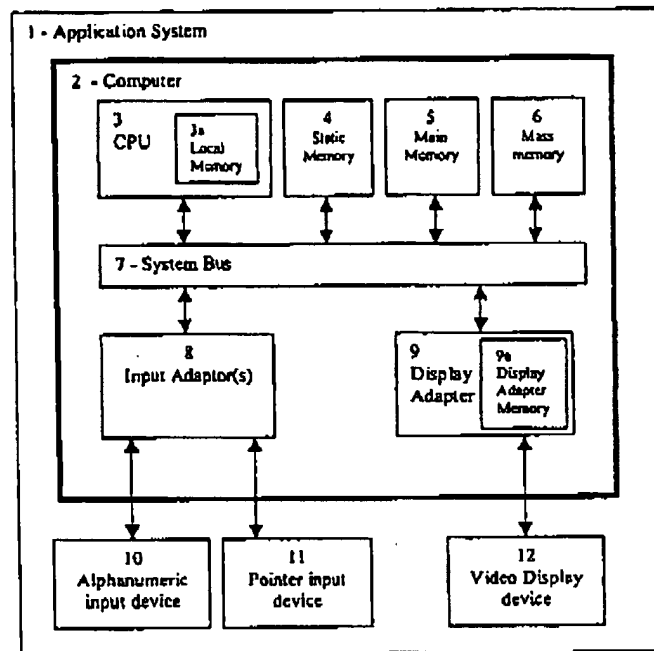 1 - Application System
2 - Computer
3
CPU
3a
Local
Memory
4
Static
Memory
5
Main
Memory
6
Mass
memory
7 - System Bus
8
Input Adaptor(s)
9
Display
Adapter
9a
Display
Adapter
Memory
10
Alphanumeric
input device
11
Pointer input
device
12
Video Display
device